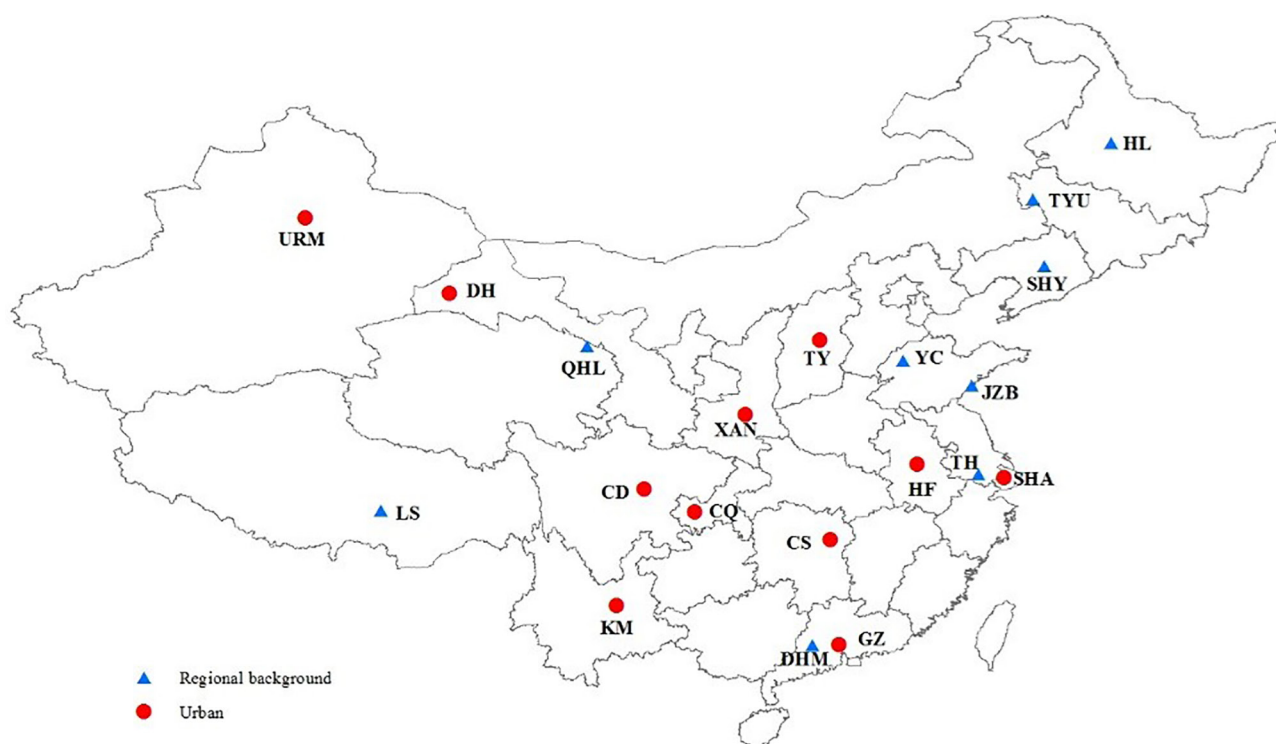 HL
TYU
URM
SHY
DH
TY
YC
QHL
JZB
XAN
TH
SHA
HF
CD
CQ
LS
CS
KM
GZ
DHM
Regional background
Urban